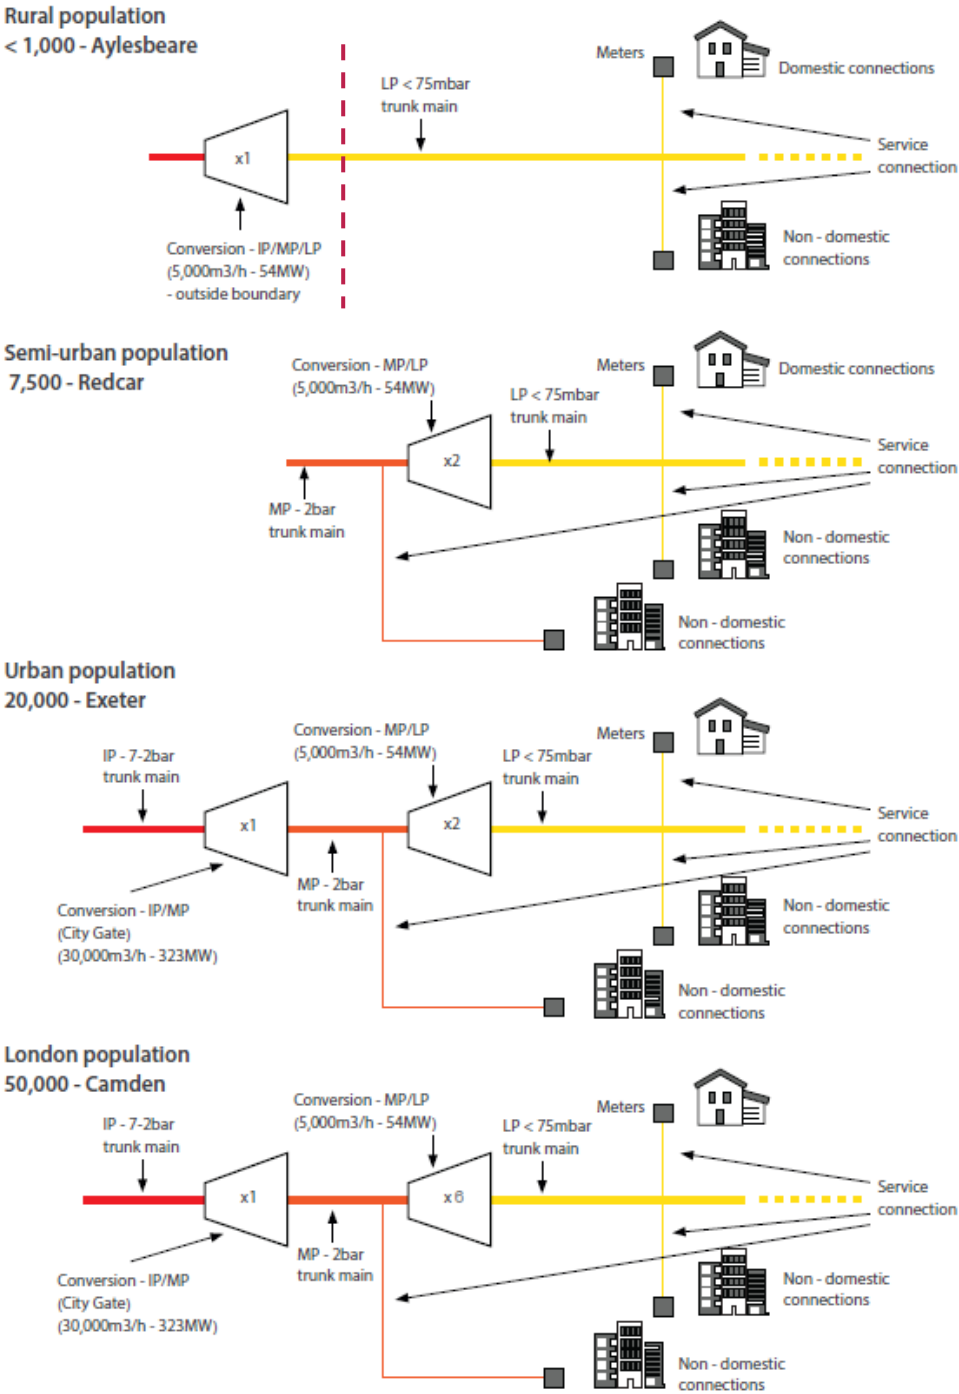 Rural population
< 1,000 - Aylesbeare
Meters
Domestic connections
LP < 75mbar
trunk main
x1
Service
connection
Conversion - IP/MP/LP
(5,000m3/h - 54MW)
- outside boundary
Non - domestic
connections
Semi-urban population
7,500 - Redcar
Conversion - MP/LP
(5,000m3/h - 54MW)
Meters
Domestic connections
LP < 75mbar
trunk main
x2
Service
connection
MP - 2bar
trunk main
Non - domestic
connections
Non - domestic
connections
Urban population
20,000 - Exeter
Conversion - MP/LP
(5,000m3/h - 54MW)
Meters
IP - 7-2bar
trunk main
LP < 75mbar
trunk main
x1
x2
Service
connection
MP - 2bar
trunk main
Conversion - IP/MP
(City Gate)
(30,000m3/h - 323MW)
Non - domestic
connections
Non - domestic
connections
London population
50,000 - Camden
Conversion - MP/LP
(5,000m3/h - 54MW)
Meters
IP - 7-2bar
trunk main
LP < 75mbar
trunk main
x1
x6
Service
connection
MP - 2bar
trunk main
Conversion - IP/MP
(City Gate)
(30,000m3/h - 323MW)
Non - domestic
connections
Non - domestic
connections